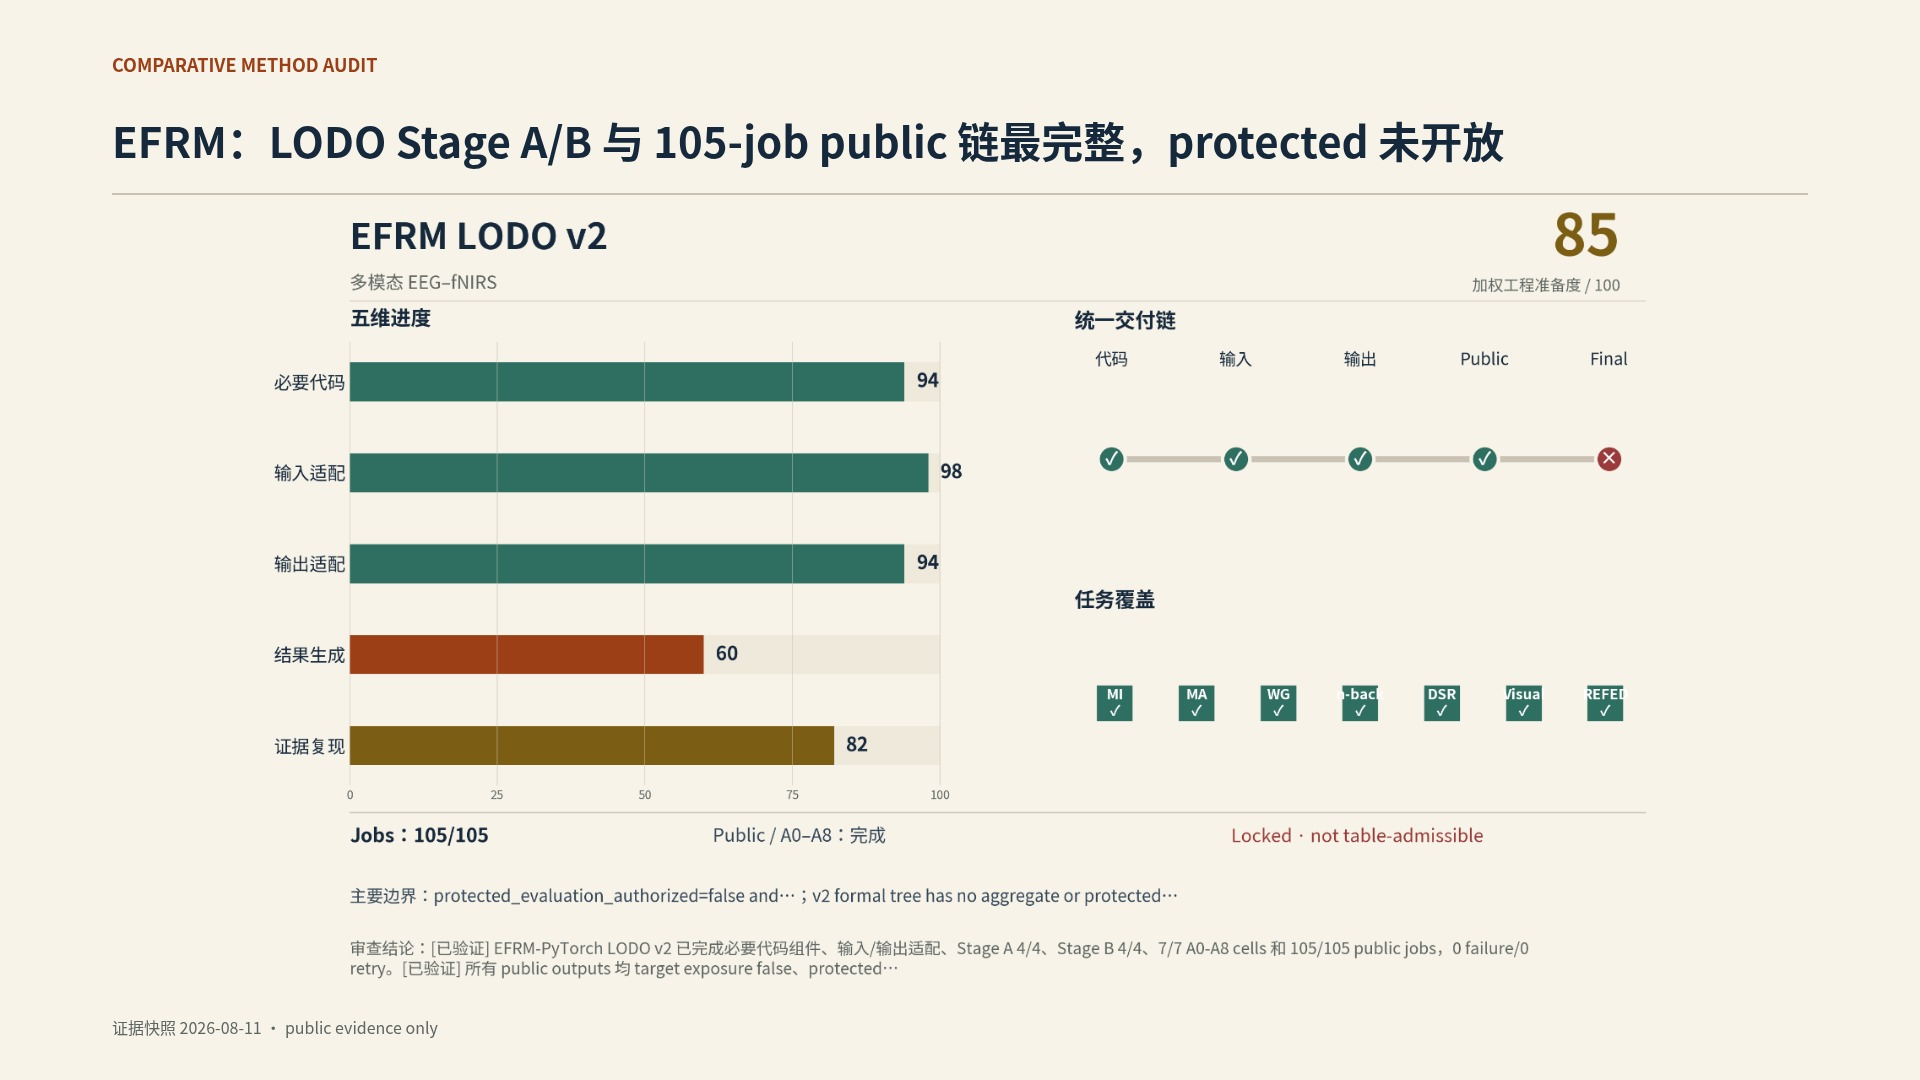 COMPARATIVE METHOD AUDIT
EFRM：LODO Stage A/B 与 105-job public 链最完整，protected 未开放
EFRM LODO v2
85
多模态 EEG–fNIRS
加权工程准备度 / 100
五维进度
必要代码
94
输入适配
98
输出适配
94
结果生成
60
证据复现
82
0 25 50 75 100
统一交付链
代码 输入 输出 Public Final
✓ ✓ ✓ ✓ ✕
任务覆盖
MI MA WG n-back DSR Visual REFED
✓ ✓ ✓ ✓ ✓ ✓ ✓
Jobs：105/105
Public / A0–A8：完成
Locked · not table-admissible
主要边界：protected_evaluation_authorized=false and…；v2 formal tree has no aggregate or protected…
审查结论：[已验证] EFRM-PyTorch LODO v2 已完成必要代码组件、输入/输出适配、Stage A 4/4、Stage B 4/4、7/7 A0-A8 cells 和 105/105 public jobs，0 failure/0
retry。[已验证] 所有 public outputs 均 target exposure false、protected…
证据快照 2026-08-11 · public evidence only